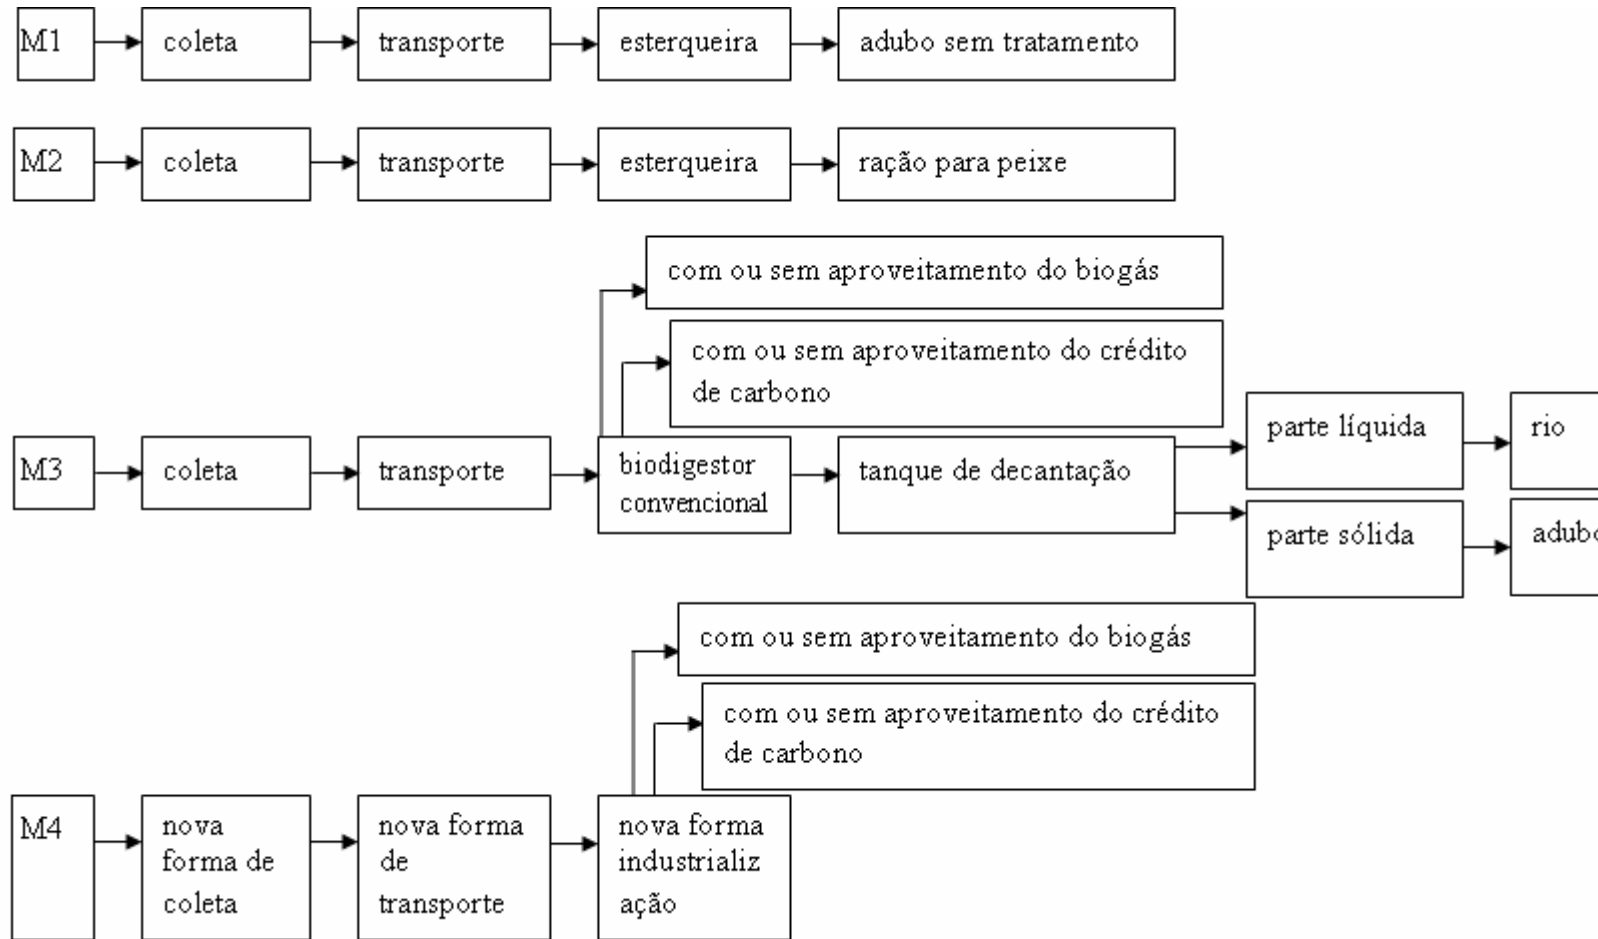 M1
coleta
transporte
esterqueira
adubo sem tratamento
M2
coleta
transporte
esterqueira
ração para peixe
com ou sem aproveitamento do biogás
com ou sem aproveitamento do crédito
de carbono
M3
coleta
transporte
biodigestor
convencional
tanque de decantação
parte líquida
rio
parte sólida
adubo
com ou sem aproveitamento do biogás
com ou sem aproveitamento do crédito
de carbono
M4
nova
forma de
coleta
nova forma
de
transporte
nova forma
industrializ
ação